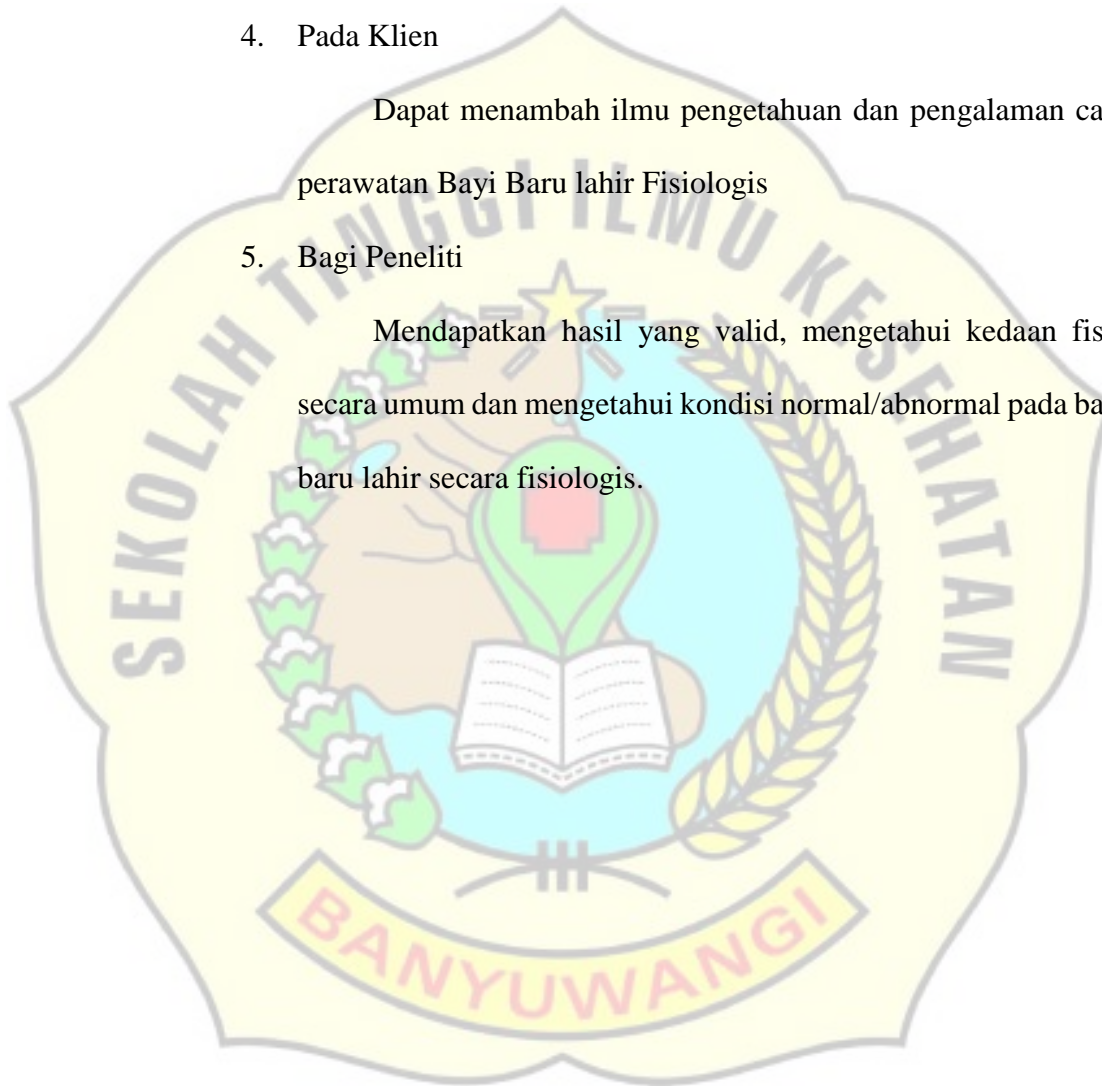 4. Pada Klien
Dapat menambah ilmu pengetahuan dan pengalaman ca
perawatan Bayi Baru lahir Fisiologis
5. Bagi Peneliti
Mendapatkan hasil yang valid, mengetahui kedaan fis
secara umum dan mengetahui kondisi normal/abnormal pada ba
baru lahir secara fisiologis.
SEKOLAH TINGGI ILMU KESEHATAN
BANYUWANGI